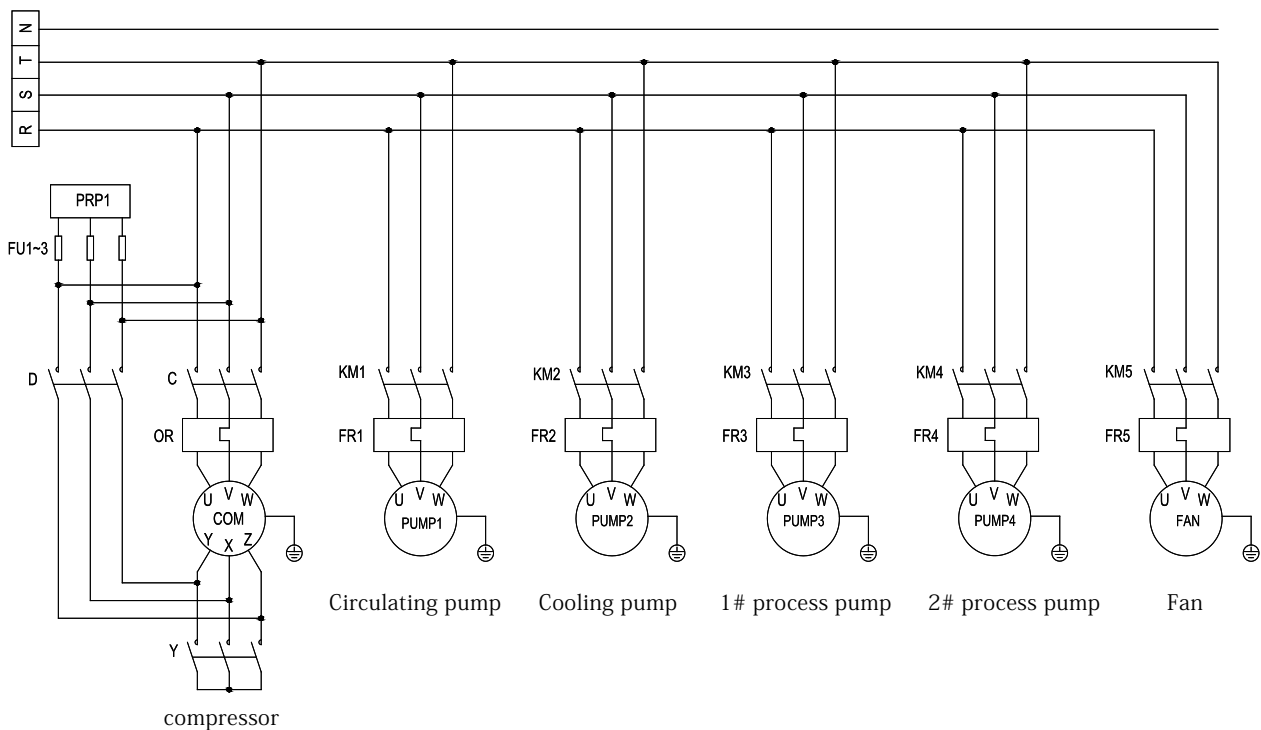 N
T
S
R
PRP1
FU1~3
D
C
KM1
KM2
KM3
KM4
KM5
OR
FR1
FR2
FR3
FR4
FR5
U V W
COM
Y X Z
U V W
PUMP1
U V W
PUMP2
U V W
PUMP3
U V W
PUMP4
U V W
FAN
Circulating pump
Cooling pump
1# process pump
2# process pump
Fan
Y
compressor